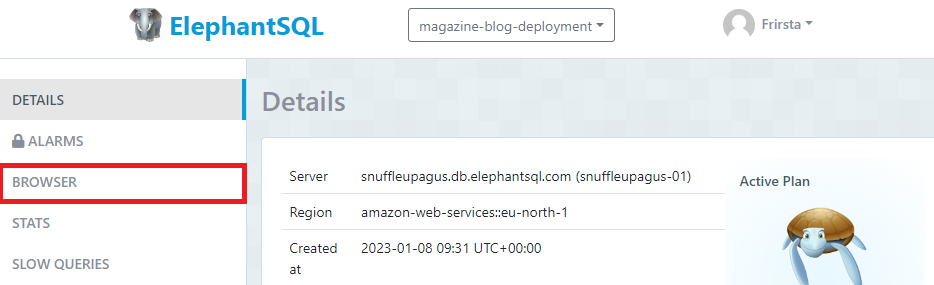 ElephantSQL
magazine-blog-deployment
Frirsta
DETAILS
ALARMS
BROWSER
STATS
SLOW QUERIES
Details
Server snuffleupagus.db.elephantsql.com (snuffleupagus-01)
Region amazon-web-services::eu-north-1
Created at 2023-01-08 09:31 UTC+00:00
Active Plan